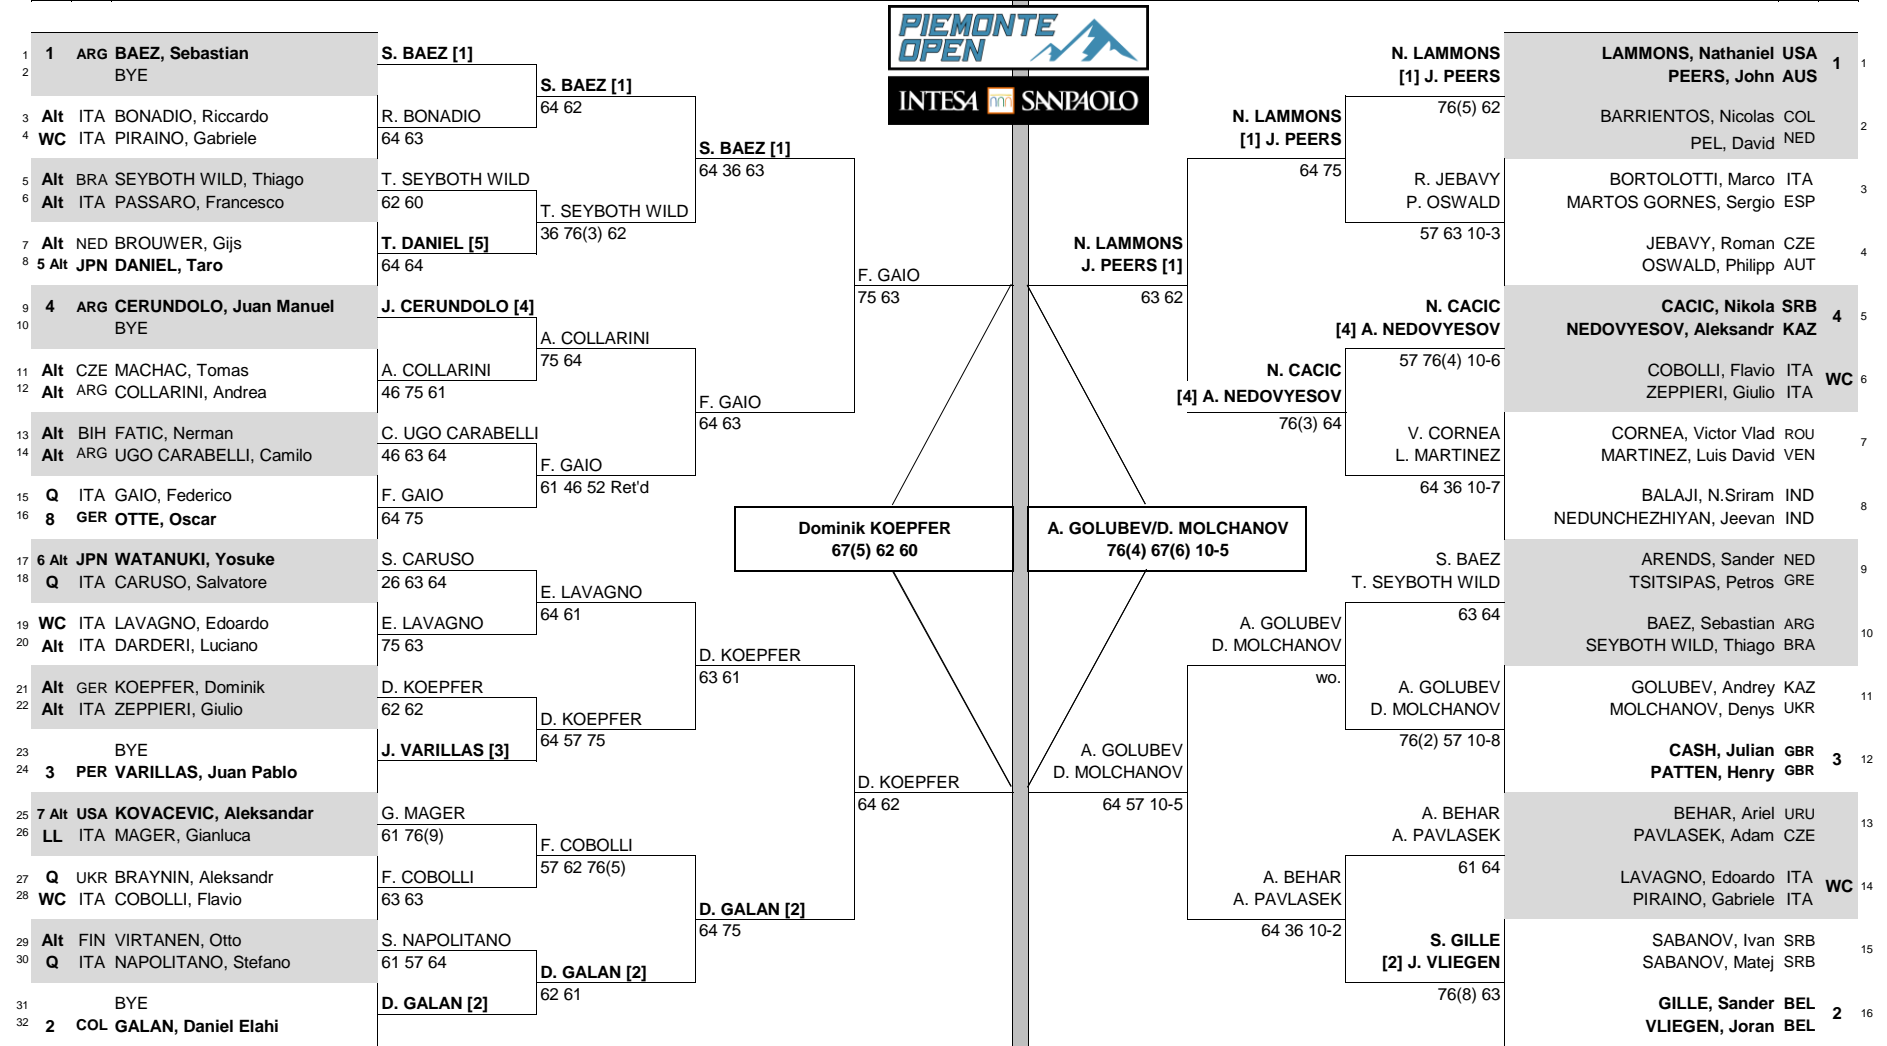 PIEMONTE
OPEN
INTESA SANPAOLO
1 1 ARG BAEZ, Sebastian
2 BYE
3 Alt ITA BONADIO, Riccardo
4 WC ITA PIRAINO, Gabriele
5 Alt BRA SEYBOTH WILD, Thiago
6 Alt ITA PASSARO, Francesco
7 Alt NED BROUWER, Gijs
8 5 Alt JPN DANIEL, Taro
9 4 ARG CERUNDOLO, Juan Manuel
10 BYE
11 Alt CZE MACHAC, Tomas
12 Alt ARG COLLARINI, Andrea
13 Alt BIH FATIC, Nerman
14 Alt ARG UGO CARABELLI, Camilo
15 Q ITA GAIO, Federico
16 8 GER OTTE, Oscar
17 6 Alt JPN WATANUKI, Yosuke
18 Q ITA CARUSO, Salvatore
19 WC ITA LAVAGNO, Edoardo
20 Alt ITA DARDERI, Luciano
21 Alt GER KOEPFER, Dominik
22 Alt ITA ZEPPIERI, Giulio
23 BYE
24 3 PER VARILLAS, Juan Pablo
25 7 Alt USA KOVACEVIC, Aleksandar
26 LL ITA MAGER, Gianluca
27 Q UKR BRAYNIN, Aleksandr
28 WC ITA COBOLLI, Flavio
29 Alt FIN VIRTANEN, Otto
30 Q ITA NAPOLITANO, Stefano
31 BYE
32 2 COL GALAN, Daniel Elahi
S. BAEZ [1]
R. BONADIO
64 63
T. SEYBOTH WILD
62 60
T. DANIEL [5]
64 64
J. CERUNDOLO [4]
A. COLLARINI
46 75 61
C. UGO CARABELLI
46 63 64
F. GAIO
64 75
S. CARUSO
26 63 64
E. LAVAGNO
75 63
D. KOEPFER
62 62
J. VARILLAS [3]
G. MAGER
61 76(9)
F. COBOLLI
63 63
S. NAPOLITANO
61 57 64
D. GALAN [2]
S. BAEZ [1]
64 62
T. SEYBOTH WILD
36 76(3) 62
A. COLLARINI
75 64
F. GAIO
61 46 52 Ret'd
E. LAVAGNO
64 61
D. KOEPFER
64 57 75
F. COBOLLI
57 62 76(5)
D. GALAN [2]
62 61
S. BAEZ [1]
64 36 63
F. GAIO
64 63
D. KOEPFER
63 61
D. GALAN [2]
64 75
F. GAIO
75 63
D. KOEPFER
64 62
Dominik KOEPFER
67(5) 62 60
A. GOLUBEV/D. MOLCHANOV
76(4) 67(6) 10-5
N. LAMMONS
J. PEERS [1]
63 62
A. GOLUBEV
D. MOLCHANOV
64 57 10-5
N. LAMMONS
[1] J. PEERS
64 75
N. CACIC
[4] A. NEDOVYESOV
76(3) 64
A. GOLUBEV
D. MOLCHANOV
wo.
A. BEHAR
A. PAVLASEK
64 36 10-2
N. LAMMONS
[1] J. PEERS
76(5) 62
R. JEBAVY
P. OSWALD
57 63 10-3
N. CACIC
[4] A. NEDOVYESOV
57 76(4) 10-6
V. CORNEA
L. MARTINEZ
64 36 10-7
S. BAEZ
T. SEYBOTH WILD
63 64
A. GOLUBEV
D. MOLCHANOV
76(2) 57 10-8
A. BEHAR
A. PAVLASEK
61 64
S. GILLE
[2] J. VLIEGEN
76(8) 63
LAMMONS, Nathaniel USA 1 1
PEERS, John AUS
BARRIENTOS, Nicolas COL 2
PEL, David NED
BORTOLOTTI, Marco ITA 3
MARTOS GORNES, Sergio ESP
JEBAVY, Roman CZE 4
OSWALD, Philipp AUT
CACIC, Nikola SRB 4 5
NEDOVYESOV, Aleksandr KAZ
COBOLLI, Flavio ITA WC 6
ZEPPIERI, Giulio ITA
CORNEA, Victor Vlad ROU 7
MARTINEZ, Luis David VEN
BALAJI, N.Sriram IND 8
NEDUNCHEZHIYAN, Jeevan IND
ARENDS, Sander NED 9
TSITSIPAS, Petros GRE
BAEZ, Sebastian ARG 10
SEYBOTH WILD, Thiago BRA
GOLUBEV, Andrey KAZ 11
MOLCHANOV, Denys UKR
CASH, Julian GBR 3 12
PATTEN, Henry GBR
BEHAR, Ariel URU 13
PAVLASEK, Adam CZE
LAVAGNO, Edoardo ITA WC 14
PIRAINO, Gabriele ITA
SABANOV, Ivan SRB 15
SABANOV, Matej SRB
GILLE, Sander BEL 2 16
VLIEGEN, Joran BEL